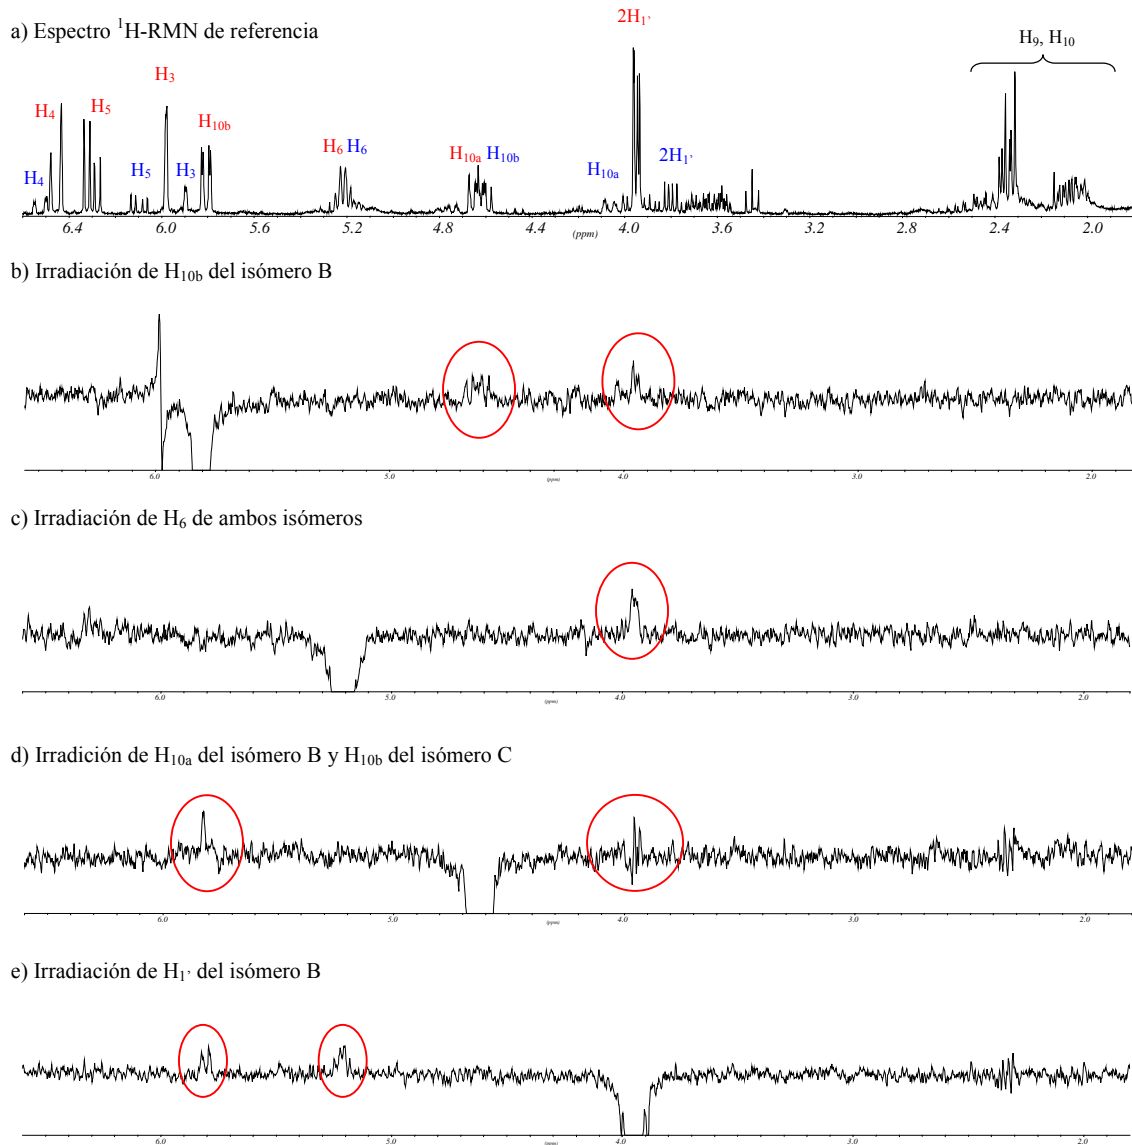 a) Espectro ¹H-RMN de referencia
2H₁' H₉, H₁₀
H₃
H₄ H₅
H₁₀b
H₆ H₆ H₁₀a H₁₀b H₁₀a 2H₁'
H₄ H₅ H₃
6.4 6.0 5.6 5.2 4.8 4.4 4.0 3.6 3.2 2.8 2.4 2.0
(ppm)
b) Irradiación de H₁₀b del isómero B
6.0 5.0 4.0 3.0 2.0
(ppm)
c) Irradiación de H₆ de ambos isómeros
6.0 5.0 4.0 3.0 2.0
(ppm)
d) Irradición de H₁₀a del isómero B y H₁₀b del isómero C
6.0 5.0 4.0 3.0 2.0
(ppm)
e) Irradiación de H₁' del isómero B
6.0 5.0 4.0 3.0 2.0
(ppm)